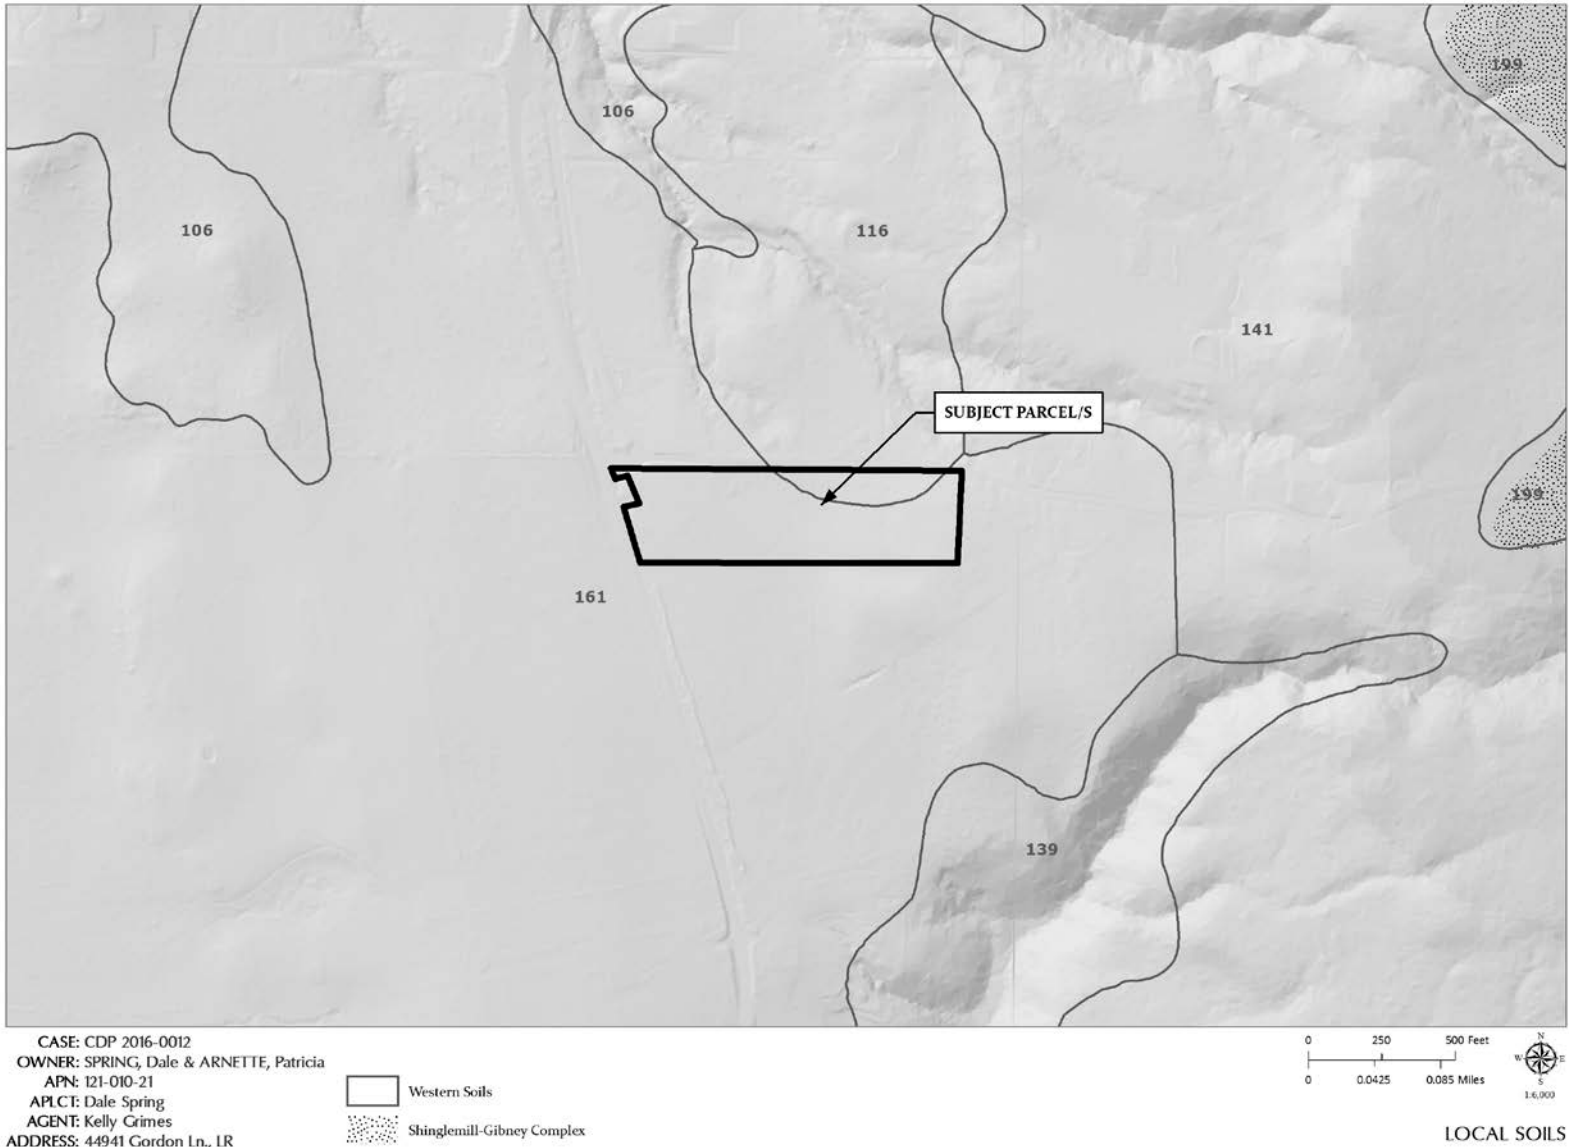 199
106
106
116
141
SUBJECT PARCEL/S
199
161
139
CASE: CDP 2016-0012
OWNER: SPRING, Dale & ARNETTE, Patricia
APN: 121-010-21
APLCT: Dale Spring
AGENT: Kelly Grimes
ADDRESS: 44941 Gordon Ln., LR
Western Soils
Shinglemill-Gibney Complex
0 250 500 Feet
0 0.0425 0.085 Miles
N
W E
S
1:6,000
LOCAL SOILS